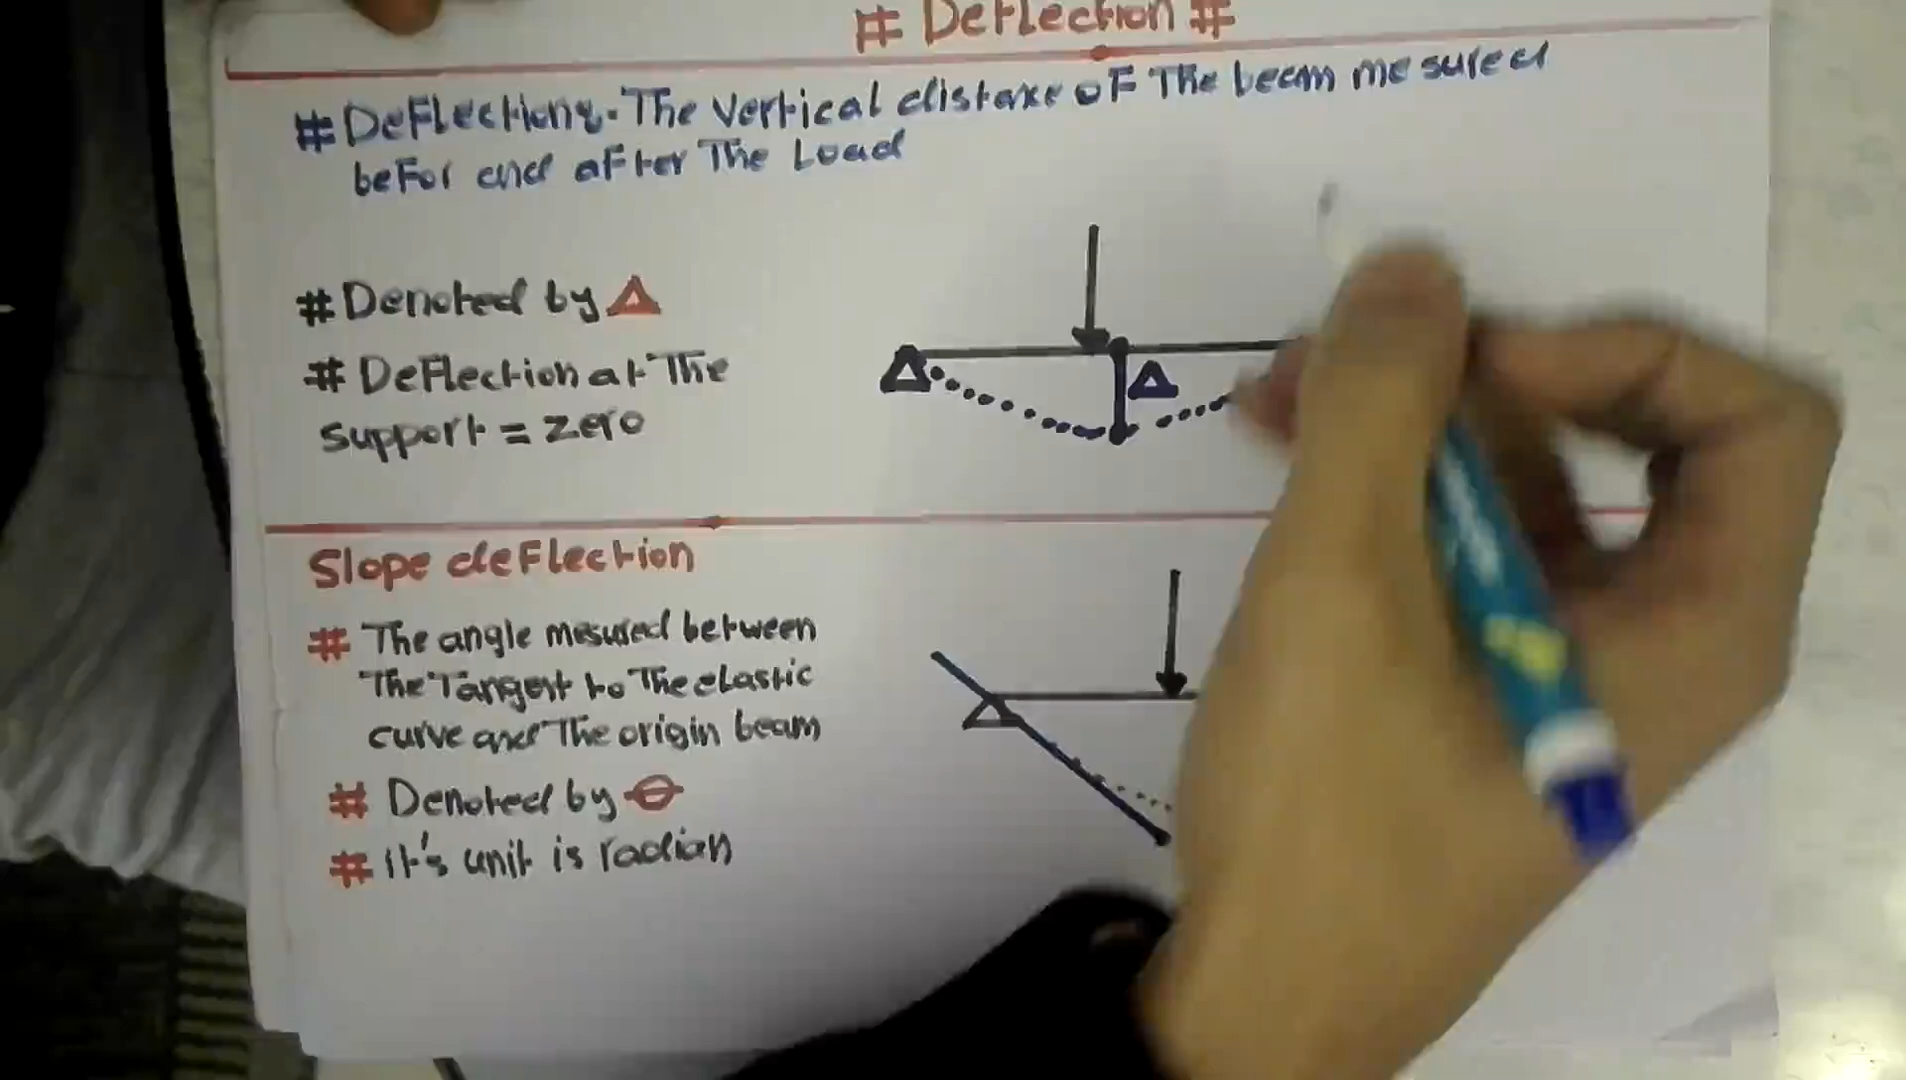 # Deflection #
# Deflection:- The vertical distance of The beam mesured
befor and after The Load
# Denoted by Δ
# Deflection at The
support = zero
Δ
Slope deflection
# The angle mesured between
The Tangent to The elastic
curve and The origin beam
# Denoted by θ
# it's unit is radian